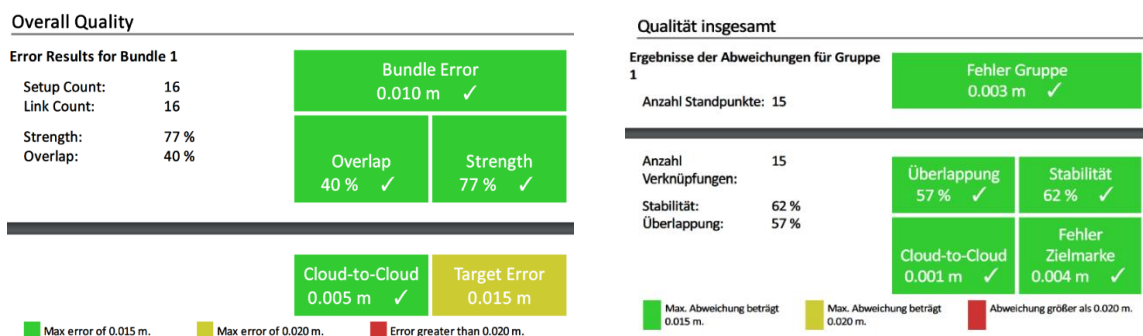 Overall Quality
Error Results for Bundle 1
Setup Count: 16
Link Count: 16
Strength: 77 %
Overlap: 40 %
Bundle Error
0.010 m ✓
Overlap
40 % ✓
Strength
77 % ✓
Cloud-to-Cloud
0.005 m ✓
Target Error
0.015 m
Max error of 0.015 m.
Max error of 0.020 m.
Error greater than 0.020 m.
Qualität insgesamt
Ergebnisse der Abweichungen für Gruppe
1
Anzahl Standpunkte: 15
Fehler Gruppe
0.003 m ✓
Anzahl 15
Verknüpfungen:
Stabilität: 62 %
Überlappung: 57 %
Überlappung
57 % ✓
Stabilität
62 % ✓
Cloud-to-Cloud
0.001 m ✓
Fehler
Zielmarke
0.004 m ✓
Max. Abweichung beträgt
0.015 m.
Max. Abweichung beträgt
0.020 m.
Abweichung größer als 0.020 m.